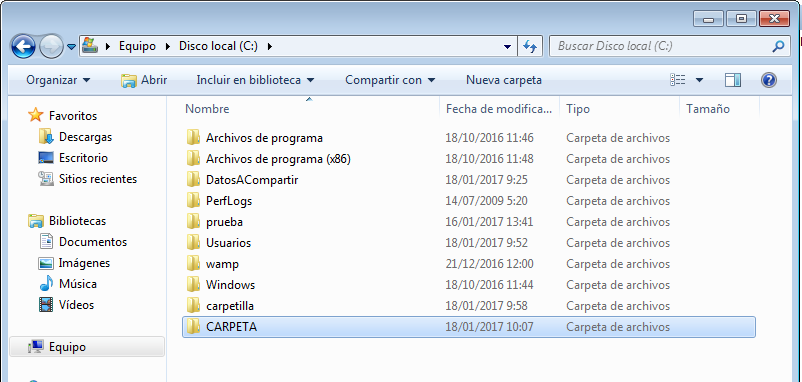 Equipo Disco local (C:) Buscar Disco local (C:)
Organizar Abrir Incluir en biblioteca Compartir con Nueva carpeta
Favoritos
Descargas
Escritorio
Sitios recientes
Bibliotecas
Documentos
Imágenes
Música
Vídeos
Equipo
Nombre Fecha de modifica... Tipo Tamaño
Archivos de programa 18/10/2016 11:46 Carpeta de archivos
Archivos de programa (x86) 18/10/2016 11:48 Carpeta de archivos
DatosACompartir 18/01/2017 9:25 Carpeta de archivos
PerfLogs 14/07/2009 5:20 Carpeta de archivos
prueba 16/01/2017 13:41 Carpeta de archivos
Usuarios 18/01/2017 9:52 Carpeta de archivos
wamp 21/12/2016 12:00 Carpeta de archivos
Windows 18/10/2016 11:44 Carpeta de archivos
carpetilla 18/01/2017 9:58 Carpeta de archivos
CARPETA 18/01/2017 10:07 Carpeta de archivos